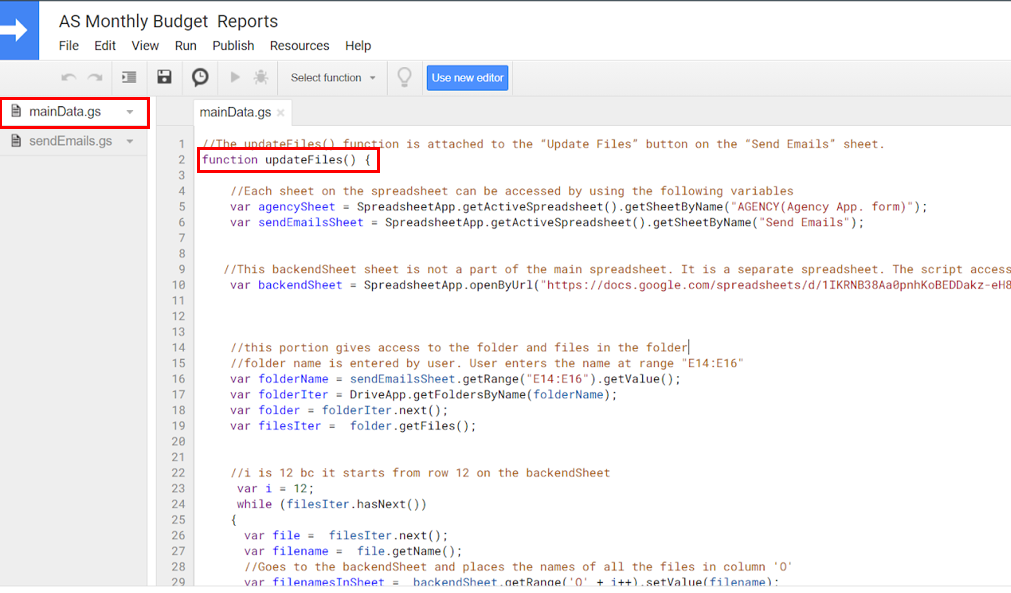 AS Monthly Budget Reports
File Edit View Run Publish Resources Help
Select function Use new editor
mainData.gs
sendEmails.gs
mainData.gs ×
1 //The updateFiles() function is attached to the "Update Files" button on the "Send Emails" sheet.
2 function updateFiles() {
3
4 //Each sheet on the spreadsheet can be accessed by using the following variables
5 var agencySheet = SpreadsheetApp.getActiveSpreadsheet().getSheetByName("AGENCY(Agency App. form)");
6 var sendEmailsSheet = SpreadsheetApp.getActiveSpreadsheet().getSheetByName("Send Emails");
7
8
9 //This backendSheet sheet is not a part of the main spreadsheet. It is a separate spreadsheet. The script access
10 var backendSheet = SpreadsheetApp.openByUrl("https://docs.google.com/spreadsheets/d/1IKRNB38Aa0pnhKoBEDDakz-eH8
11
12
13
14 //this portion gives access to the folder and files in the folder
15 //folder name is entered by user. User enters the name at range "E14:E16"
16 var folderName = sendEmailsSheet.getRange("E14:E16").getValue();
17 var folderIter = DriveApp.getFoldersByName(folderName);
18 var folder = folderIter.next();
19 var filesIter = folder.getFiles();
20
21
22 //i is 12 bc it starts from row 12 on the backendSheet
23 var i = 12;
24 while (filesIter.hasNext())
25 {
26 var file = filesIter.next();
27 var filename = file.getName();
28 //Goes to the backendSheet and places the names of all the files in column 'O'
29 var filenamesInSheet = backendSheet.getRange('O' + i++).setValue(filename);